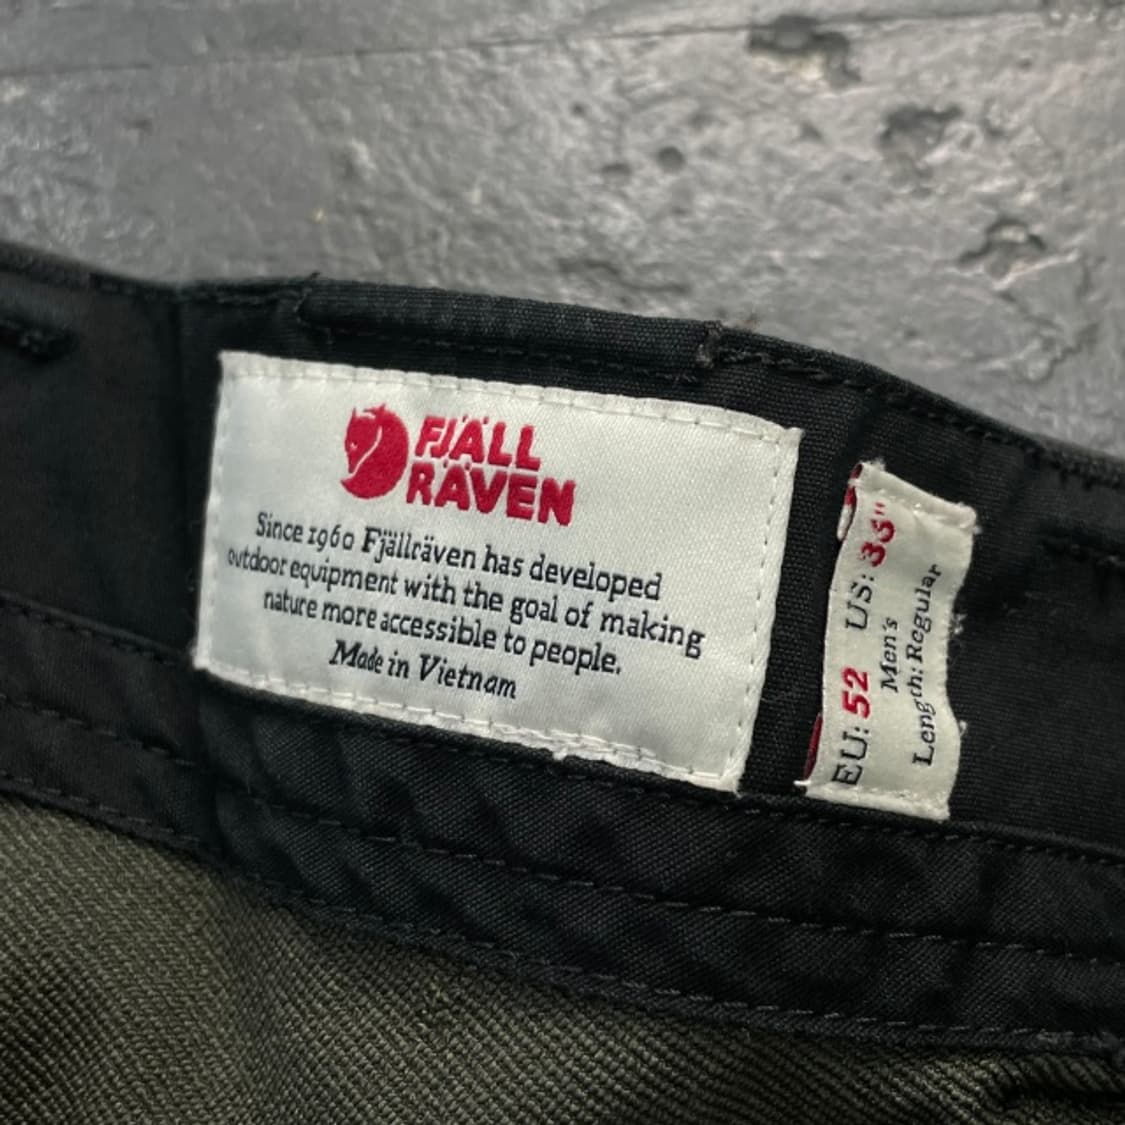 FJÄLL
RÄVEN
Since 1960 Fjällräven has developed
outdoor equipment with the goal of making
nature more accessible to people.
Made in Vietnam
EU: 52 US: 36"
Men's
Length: Regular